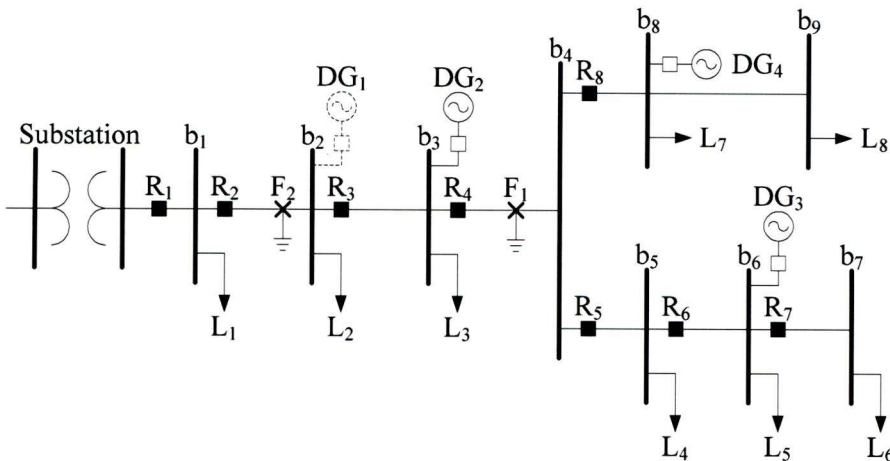 b8 b9
b4
DG1 DG2 R8 DG4
Substation b1 b2 b3 L7 L8
R1 R2 F2 R3 R4 F1
DG3
b5 b6 b7
L1 L2 L3 R5 R6 R7
L4 L5 L6